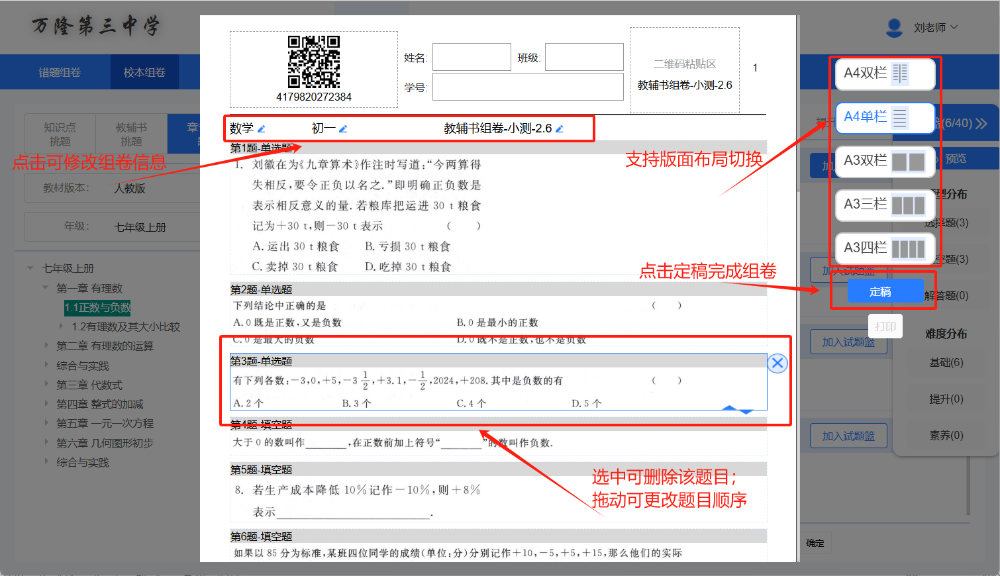 万隆第三中学
刘老师
错题组卷
校本组卷
知识点
挑题
教辅书
挑题
章
教材版本：
人教版
年级：
七年级上册
七年级上册
第一章 有理数
1.1正数与负数
1.2有理数及其大小比较
第二章 有理数的运算
综合与实践
第三章 代数式
第四章 整式的加减
第五章 一元一次方程
第六章 几何图形初步
综合与实践
点击可修改组卷信息
4179820272384
姓名:
班级:
学号:
二维码粘贴区
教辅书组卷-小测-2.6
1
数学
初一
教辅书组卷-小测-2.6
第1题-单选题
1. 刘徽在为《九章算术》作注时写道:“今两算得
失相反,要令正负以名之.”即明确正负数是
表示相反意义的量.若粮库把运进 30 t 粮食
记为+30 t,则-30 t 表示 ( )
A.运出 30 t 粮食 B.亏损 30 t 粮食
C.卖掉 30 t 粮食 D.吃掉 30 t 粮食
第2题-单选题
下列结论中正确的是 ( )
A.0 既是正数,又是负数 B.0 是最小的正数
C.0 是最大的负数 D.0 既不是正数,也不是负数
第3题-单选题
有下列各数:-3,0,+5,-3 1/2,+3.1,-1/2,2024,+208.其中是负数的有 ( )
A.2 个 B.3 个 C.4 个 D.5 个
第4题-填空题
大于 0 的数叫作________,在正数前加上符号“________”的数叫作负数.
第5题-填空题
8. 若生产成本降低 10%记作-10%,则+8%
表示________________________.
第6题-填空题
如果以 85 分为标准,某班四位同学的成绩(单位:分)分别记作+10,-5,+5,+15,那么他们的实际
支持版面布局切换
点击定稿完成组卷
选中可删除该题目；
拖动可更改题目顺序
A4双栏
A4单栏
A3双栏
A3三栏
A3四栏
定稿
打印
提升
篮(6/40)
预览
型分布
选择题(3)
空题(3)
解答题(0)
难度分布
基础(6)
提升(0)
素养(0)
加入
加入试题篮
加入试题篮
加入试题篮
确定